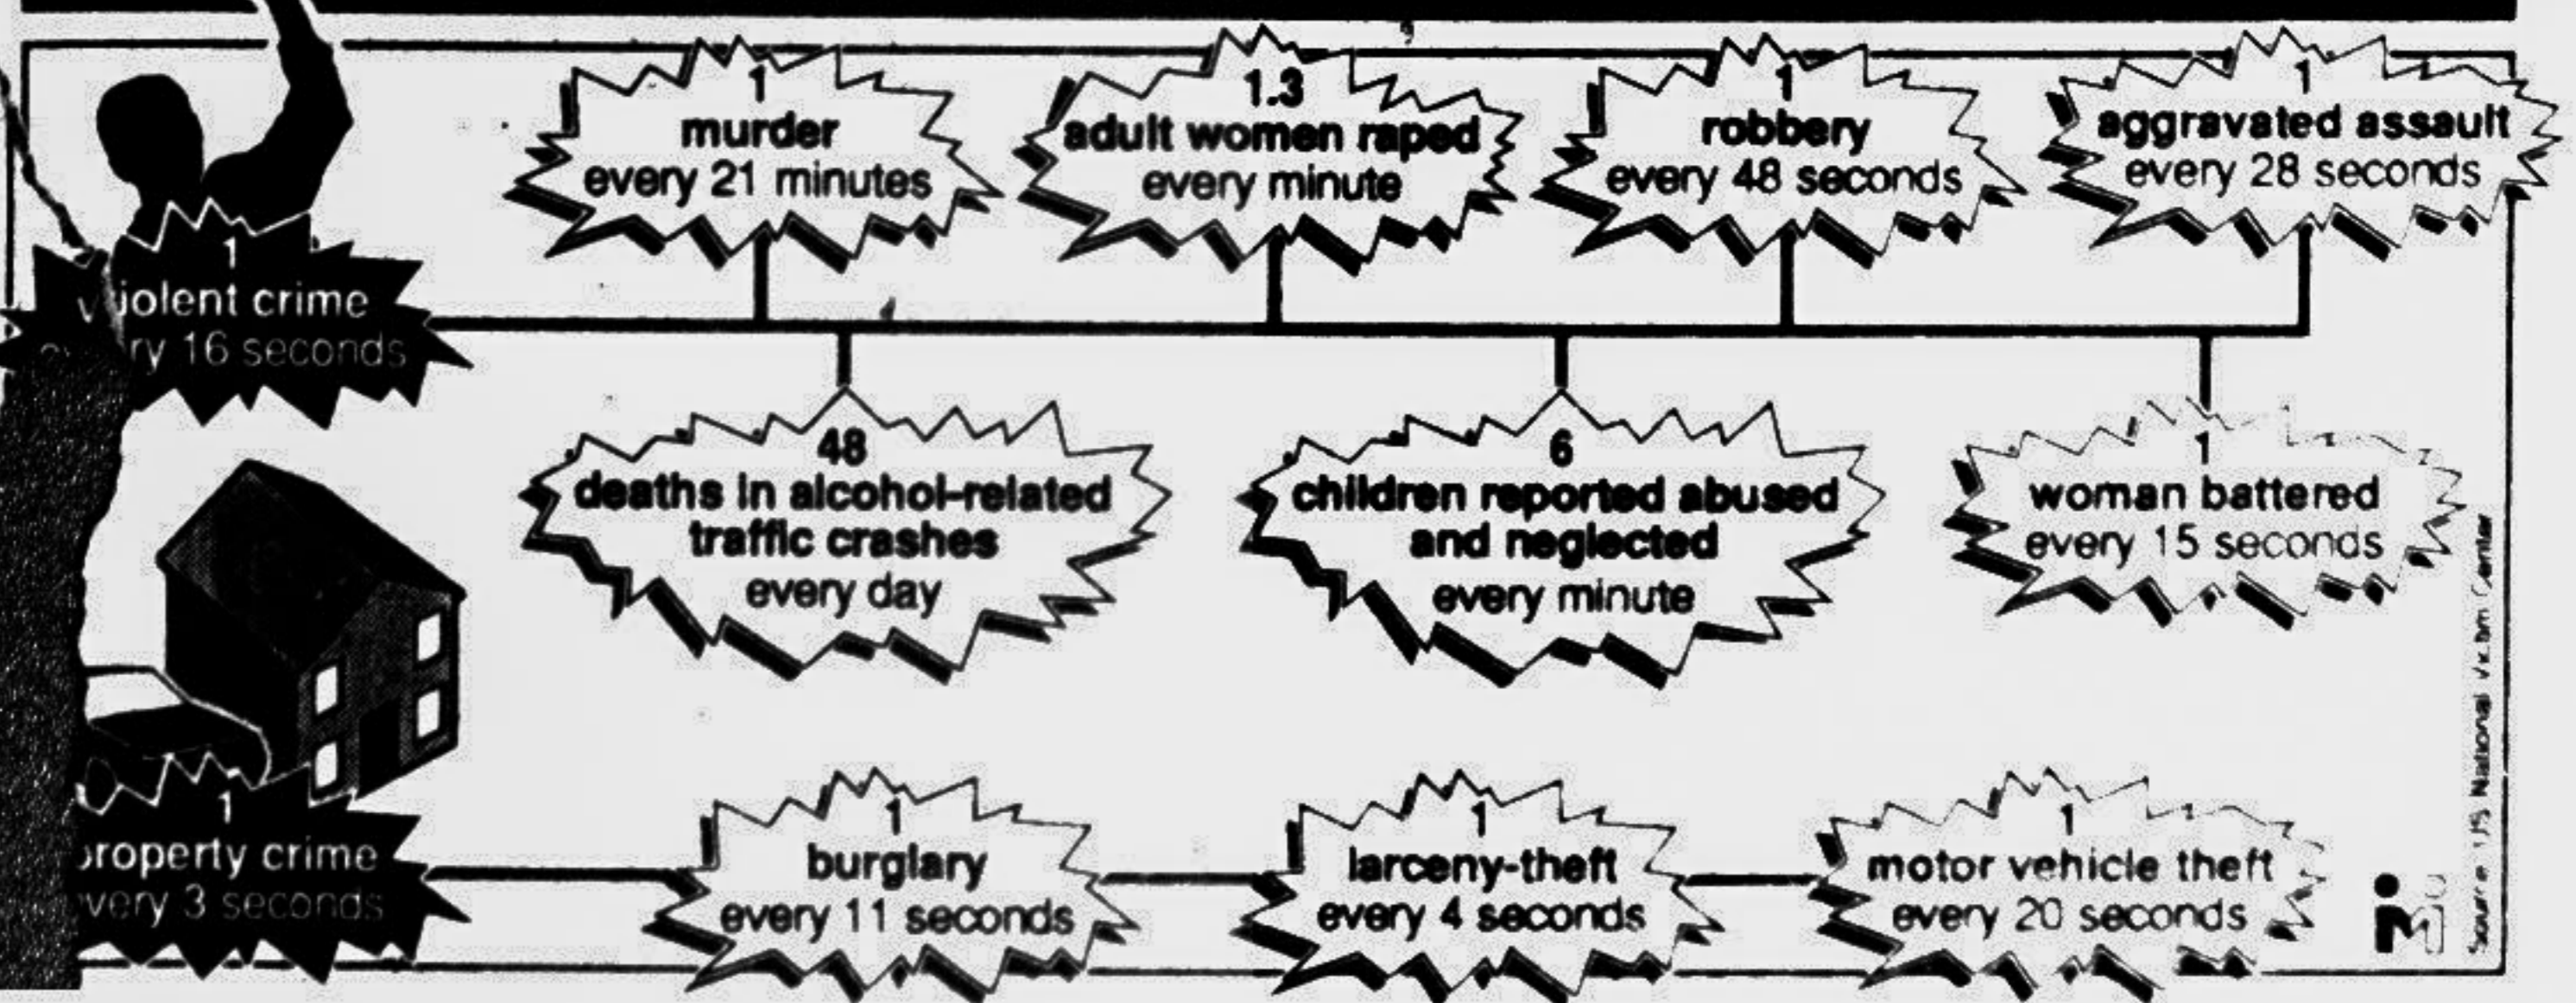 1
murder
every 21 minutes
1.3
adult women raped
every minute
1
robbery
every 48 seconds
1
aggravated assault
every 28 seconds
1
violent crime
every 16 seconds
48
deaths in alcohol-related
traffic crashes
every day
6
children reported abused
and neglected
every minute
1
woman battered
every 15 seconds
1
property crime
every 3 seconds
1
burglary
every 11 seconds
1
larceny-theft
every 4 seconds
1
motor vehicle theft
every 20 seconds
Source US National Victim Center